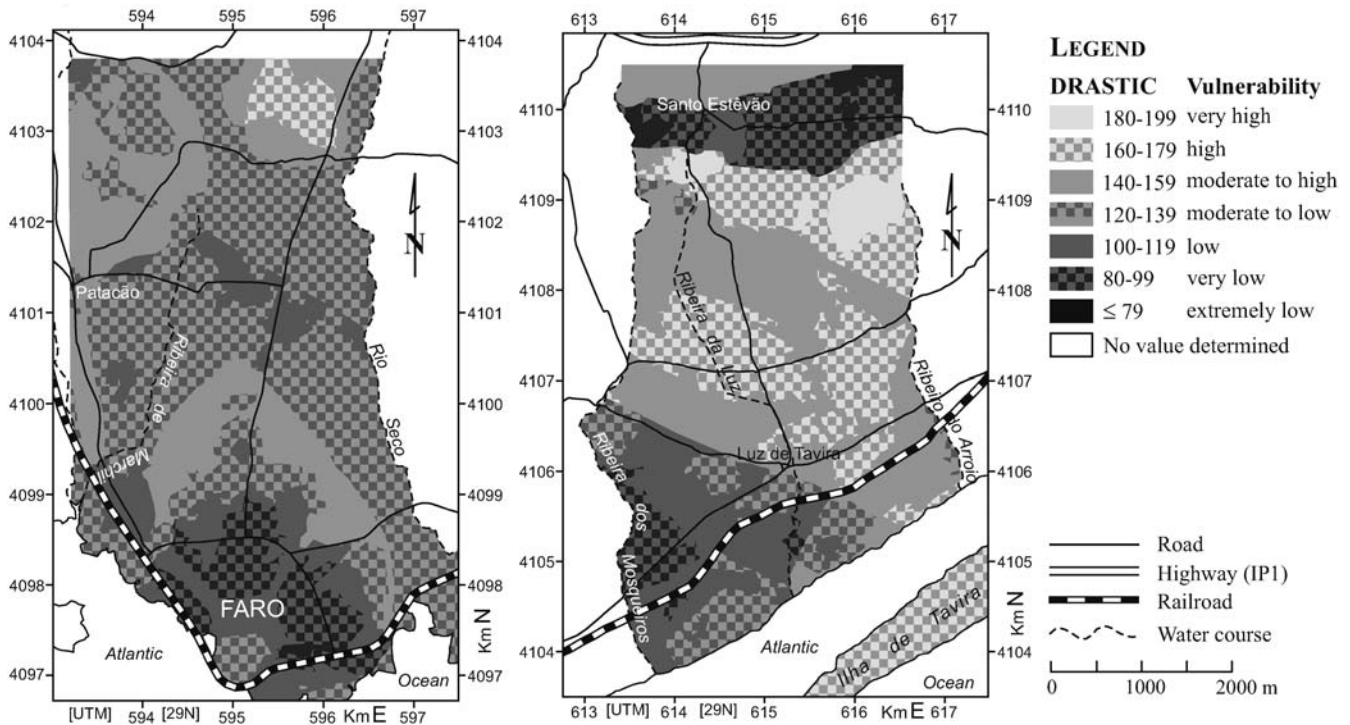 594 595 596 597
4104 4104
4103 4103
4102 4102
4101 4101
4100 4100
4099 4099
4098 4098
4097 4097
N
Patacão
Ribeira de
Marchil
Rio
Seco
FARO
Atlantic
Ocean
Km N
[UTM] 594 [29N] 595 596 Km E 597
613 614 615 616 617
4110 4110
4109 4109
4108 4108
4107 4107
4106 4106
4105 4105
4104 4104
Santo Estêvão
N
Ribeira da Luz
Luz de Tavira
Ribeiro do Arroio
Ribeira dos Mosqueiros
Atlantic
Ilha de Tavira
Ocean
Km N
613 [UTM] 614 [29N] 615 616 Km E 617
LEGEND
DRASTIC Vulnerability
180-199 very high
160-179 high
140-159 moderate to high
120-139 moderate to low
100-119 low
80-99 very low
≤ 79 extremely low
No value determined
Road
Highway (IP1)
Railroad
Water course
0 1000 2000 m